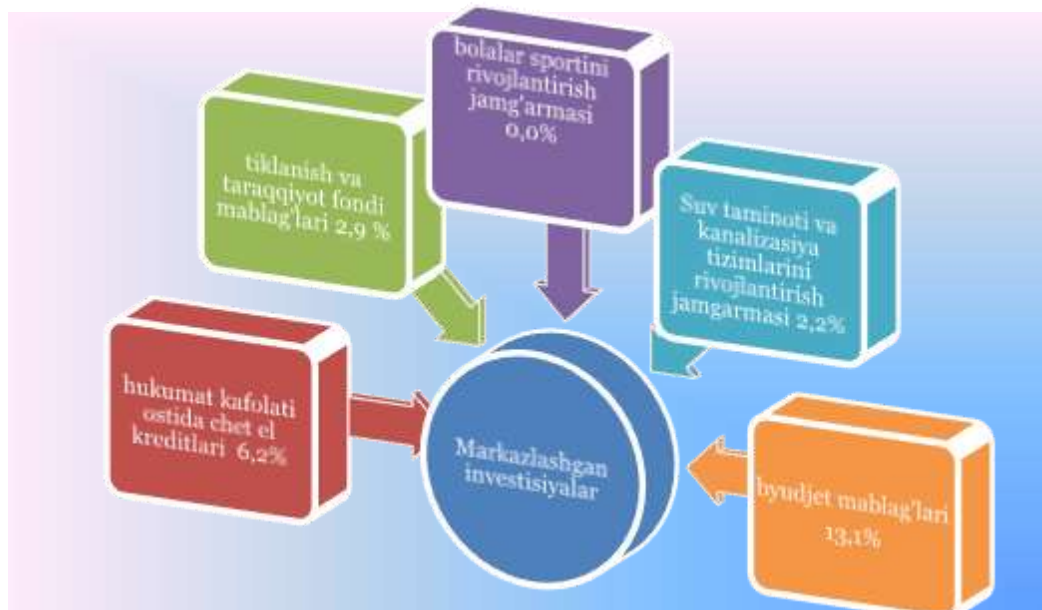 bolalar sportini
rivojlantirish
jamg'armasi
0,0%
tiklanish va
taraqqiyot fondi
mablag'lari 2,9 %
Suv taminoti va
kanalizasiya
tizimlarini
rivojlantirish
jamgarmasi 2,2%
hukumat kafolati
ostida chet el
kreditlari 6,2%
Markazlashgan
investisiyalar
byudjet mablag'lari
13,1%